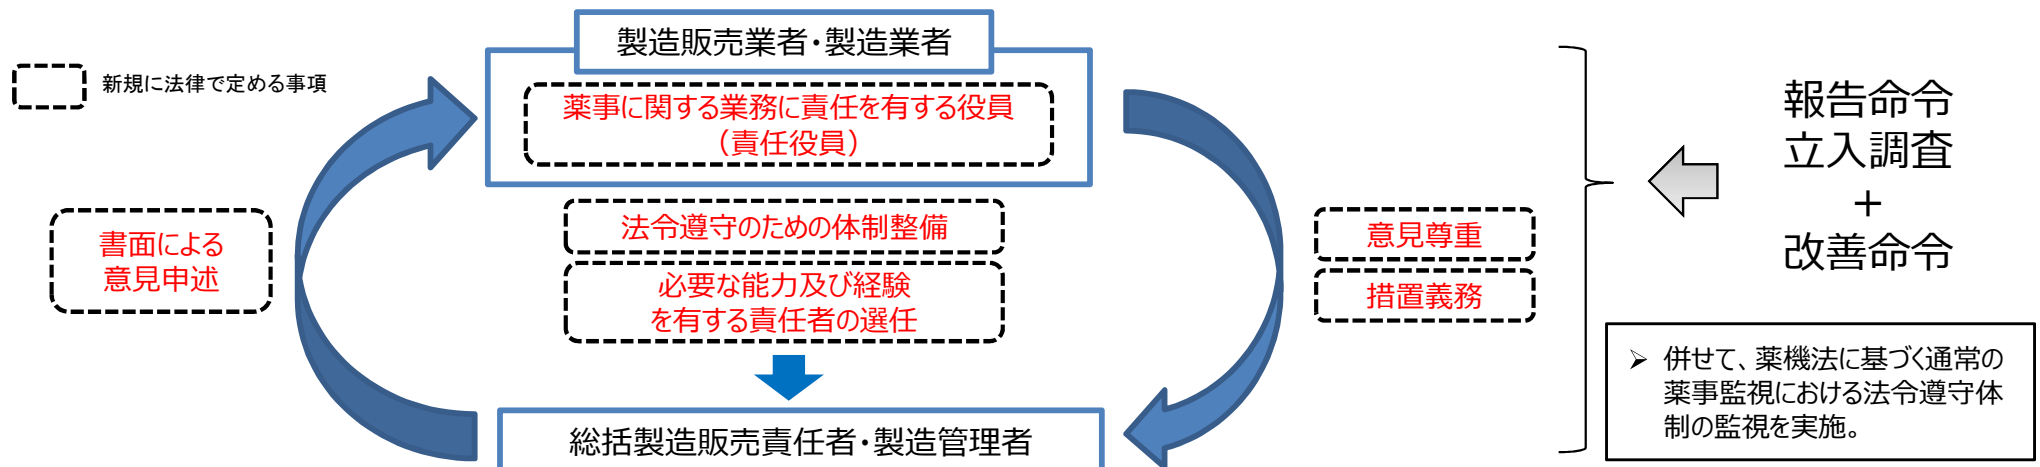 新規に法律で定める事項
製造販売業者・製造業者
薬事に関する業務に責任を有する役員
（責任役員）
法令遵守のための体制整備
必要な能力及び経験
を有する責任者の選任
書面による
意見申述
意見尊重
措置義務
総括製造販売責任者・製造管理者
報告命令
立入調査
+
改善命令
➢ 併せて、薬機法に基づく通常の
薬事監視における法令遵守体
制の監視を実施。